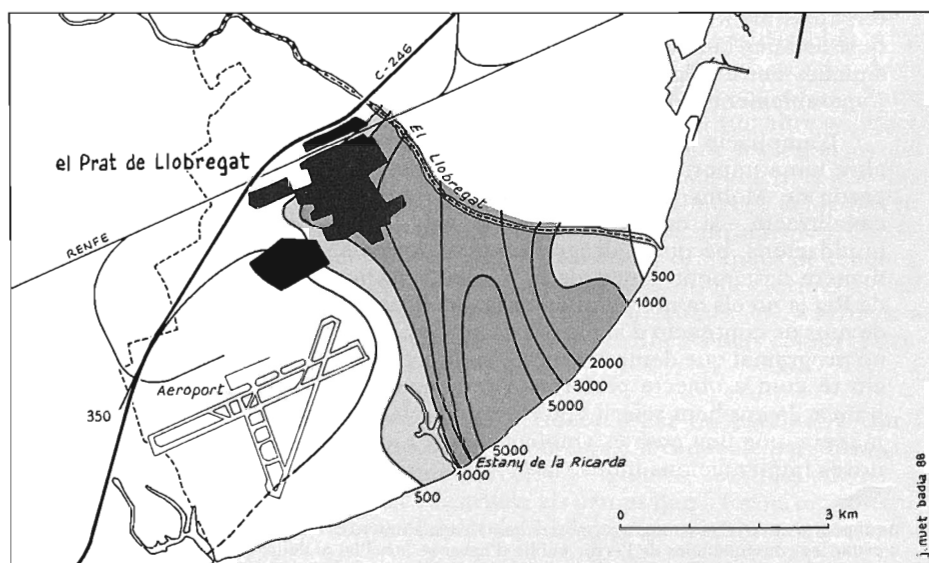 C-246
El Llobregat
el Prat de Llobregat
RENFE
500
1000
2000
3000
5000
Aeroport
350
5000
Estany de la Ricarda
1000
500
0
3 km
j.nuet badia 88